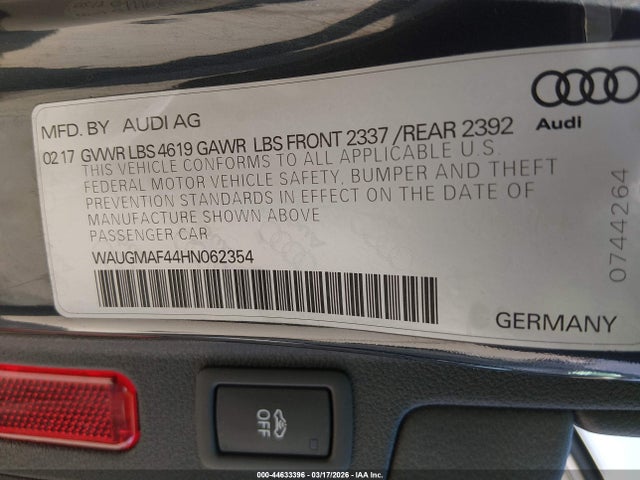 MFD. BY AUDI AG
Audi
02 17 GVWR LBS 4619 GAWR LBS FRONT 2337 /REAR 2392
THIS VEHICLE CONFORMS TO ALL APPLICABLE U.S.
FEDERAL MOTOR VEHICLE SAFETY, BUMPER AND THEFT
PREVENTION STANDARDS IN EFFECT ON THE DATE OF
MANUFACTURE SHOWN ABOVE
PASSENGER CAR
WAUGMAF44HN062354
0744264
GERMANY
OFF
000-44633396 - 03/17/2026 - IAA, Inc.